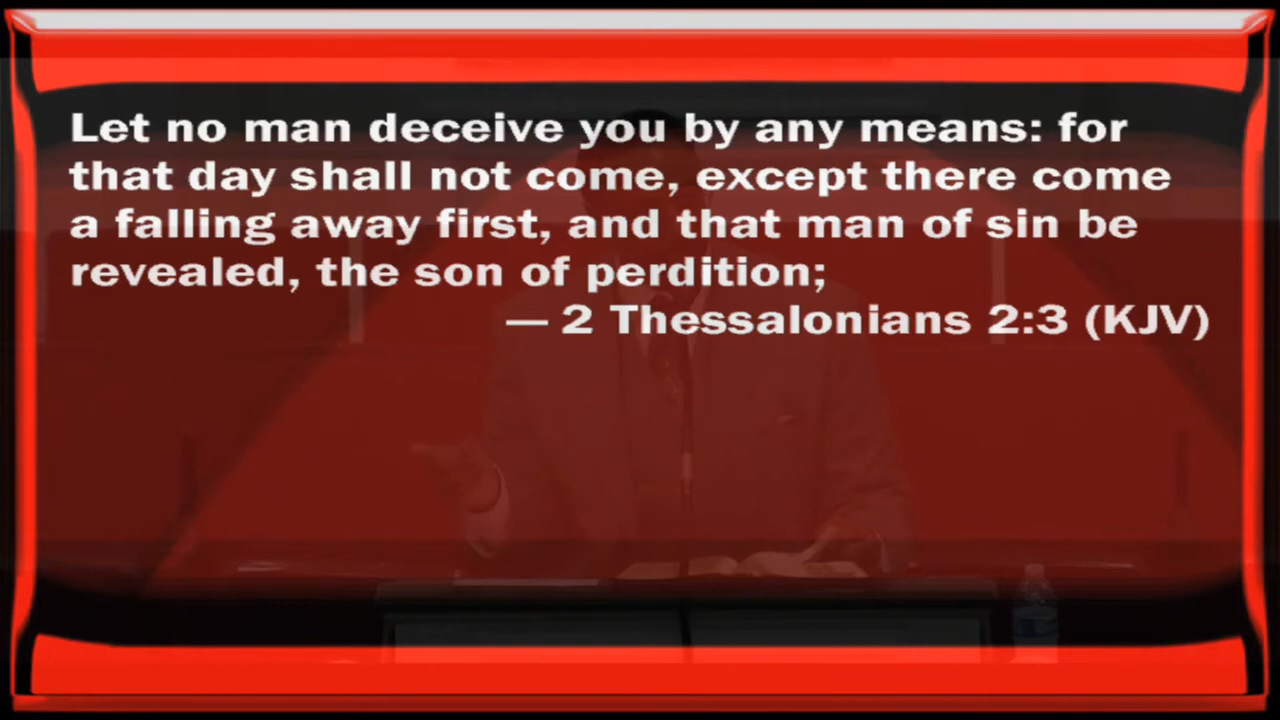 Let no man deceive you by any means: for
that day shall not come, except there come
a falling away first, and that man of sin be
revealed, the son of perdition;
— 2 Thessalonians 2:3 (KJV)